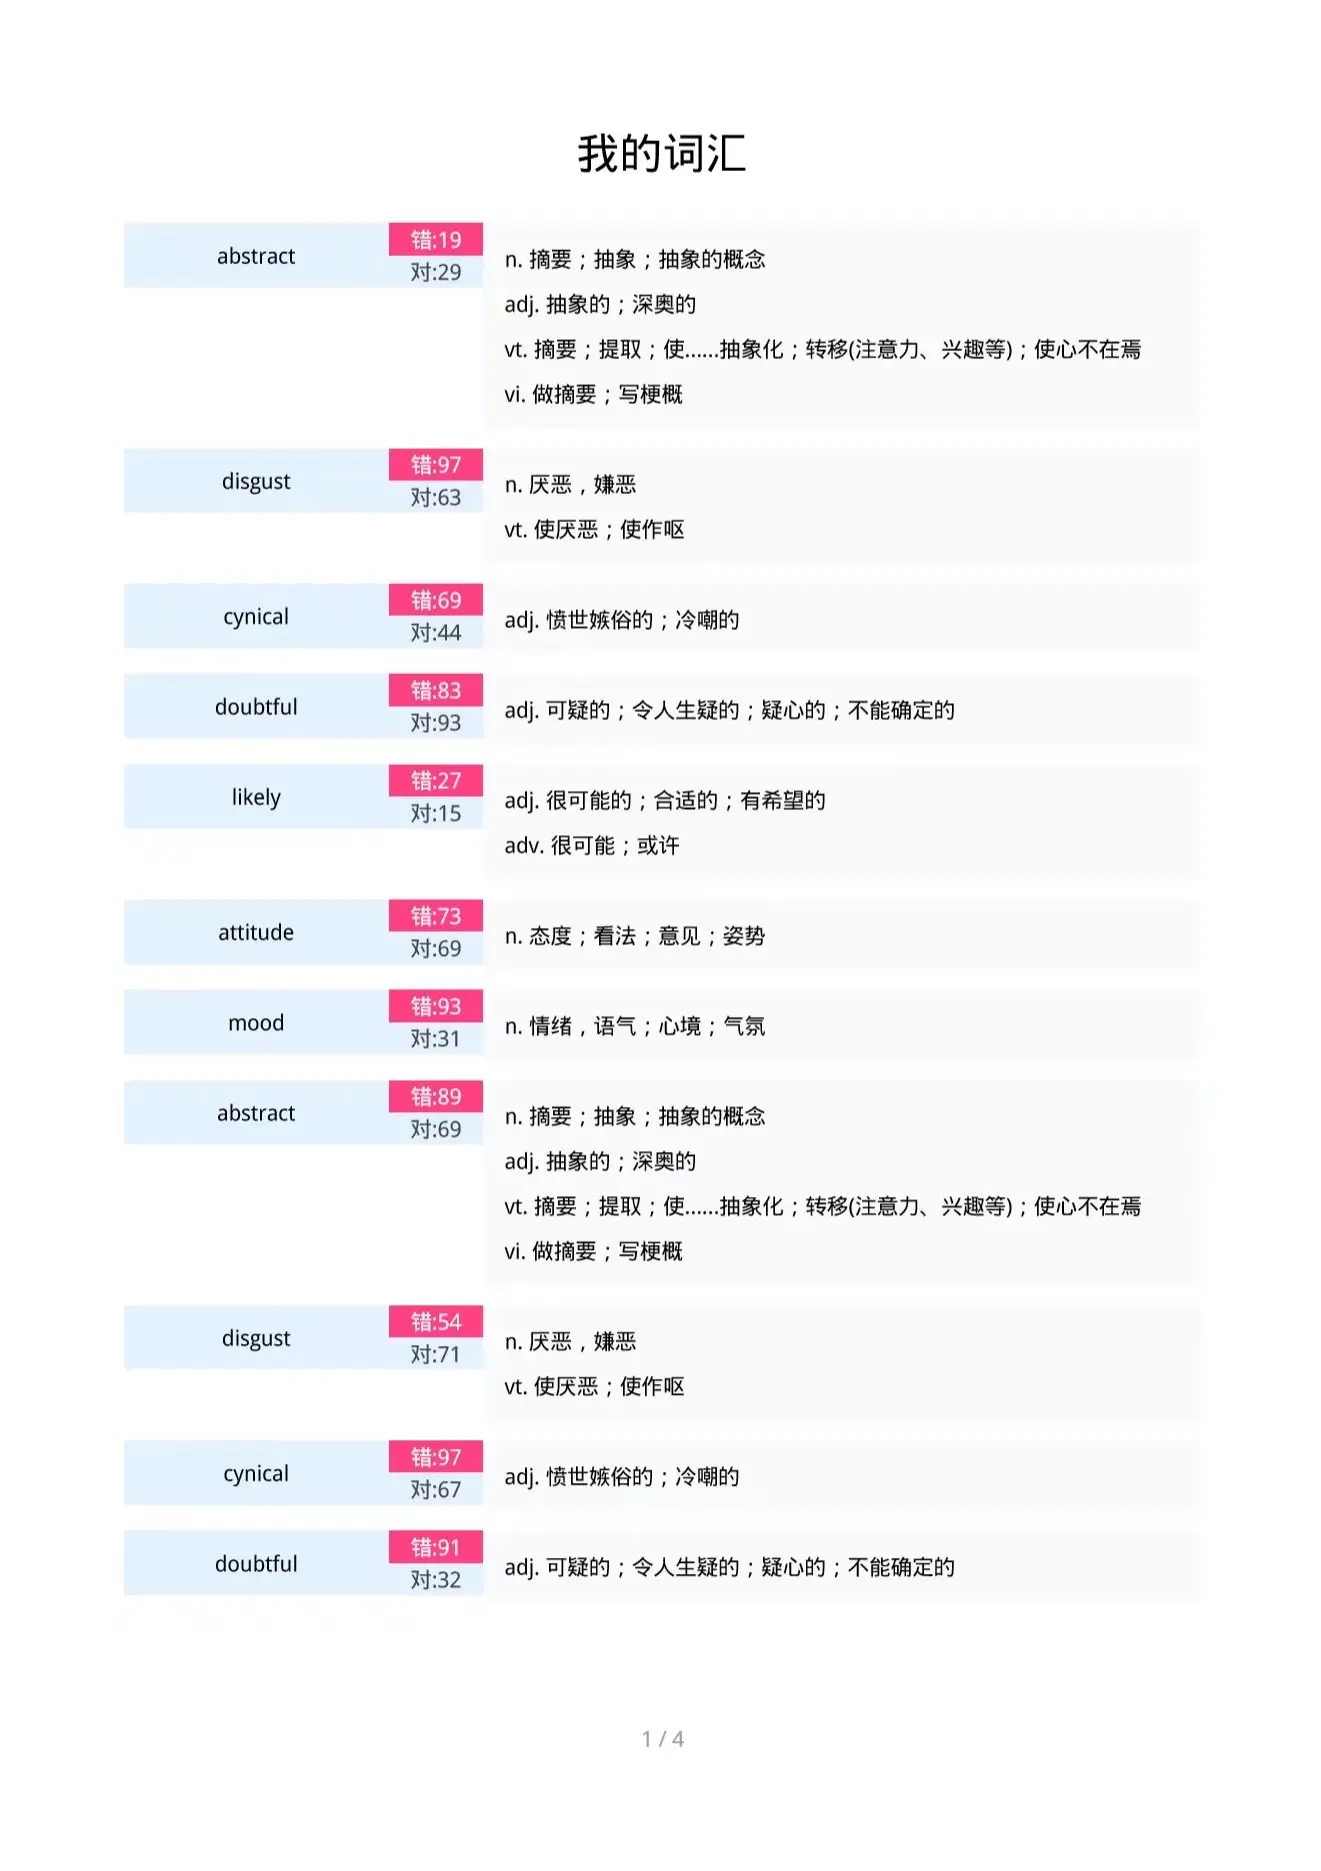 我的词汇
abstract
错:19
对:29
n. 摘要；抽象；抽象的概念
adj. 抽象的；深奥的
vt. 摘要；提取；使......抽象化；转移(注意力、兴趣等)；使心不在焉
vi. 做摘要；写梗概
disgust
错:97
对:63
n. 厌恶，嫌恶
vt. 使厌恶；使作呕
cynical
错:69
对:44
adj. 愤世嫉俗的；冷嘲的
doubtful
错:83
对:93
adj. 可疑的；令人生疑的；疑心的；不能确定的
likely
错:27
对:15
adj. 很可能的；合适的；有希望的
adv. 很可能；或许
attitude
错:73
对:69
n. 态度；看法；意见；姿势
mood
错:93
对:31
n. 情绪，语气；心境；气氛
abstract
错:89
对:69
n. 摘要；抽象；抽象的概念
adj. 抽象的；深奥的
vt. 摘要；提取；使......抽象化；转移(注意力、兴趣等)；使心不在焉
vi. 做摘要；写梗概
disgust
错:54
对:71
n. 厌恶，嫌恶
vt. 使厌恶；使作呕
cynical
错:97
对:67
adj. 愤世嫉俗的；冷嘲的
doubtful
错:91
对:32
adj. 可疑的；令人生疑的；疑心的；不能确定的
1 / 4